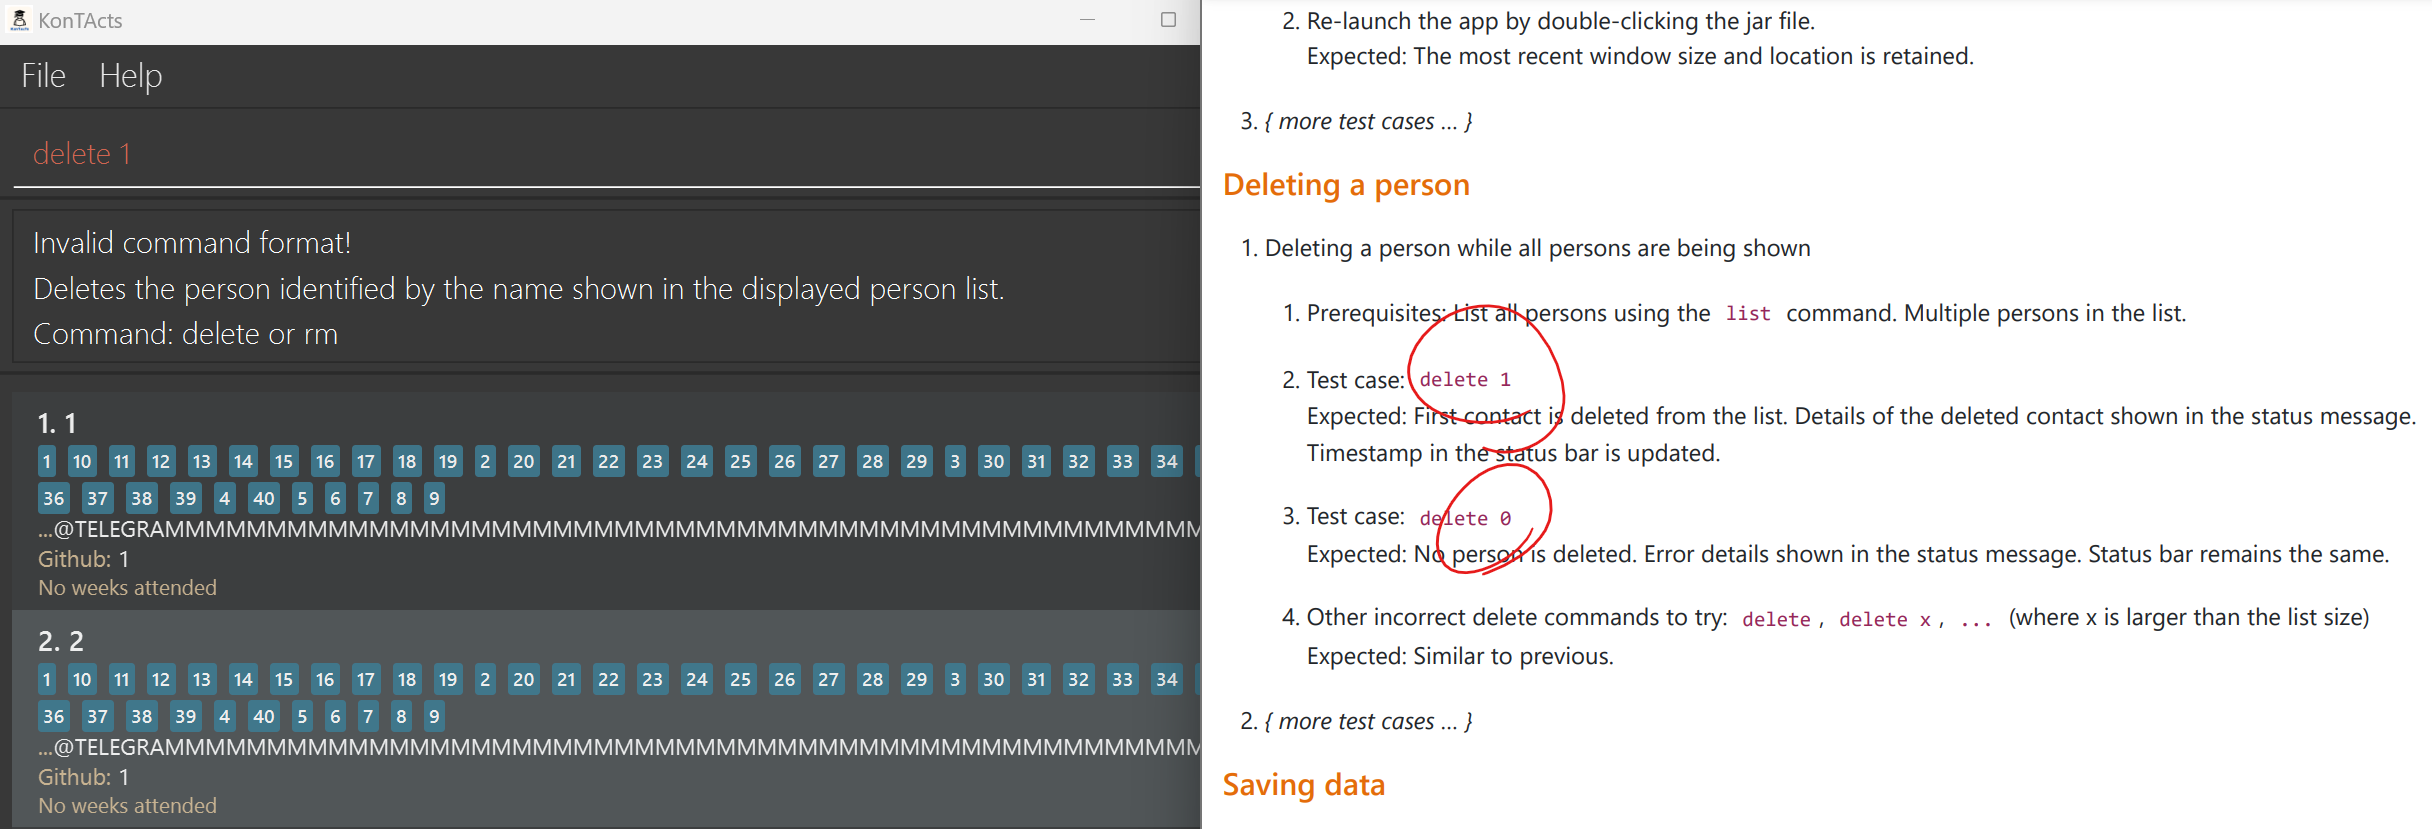 KonTActs
File Help
delete 1
Invalid command format!
Deletes the person identified by the name shown in the displayed person list.
Command: delete or rm
1. 1
1 10 11 12 13 14 15 16 17 18 19 2 20 21 22 23 24 25 26 27 28 29 3 30 31 32 33 34
36 37 38 39 4 40 5 6 7 8 9
...@TELEGRAMMMMMMMMMMMMMMMMMMMMMMMMMMMMMMMMMMMMMMMMMMMMMMMMMMM
Github: 1
No weeks attended
2. 2
1 10 11 12 13 14 15 16 17 18 19 2 20 21 22 23 24 25 26 27 28 29 3 30 31 32 33 34
36 37 38 39 4 40 5 6 7 8 9
...@TELEGRAMMMMMMMMMMMMMMMMMMMMMMMMMMMMMMMMMMMMMMMMMMMMMMMMMMM
Github: 1
No weeks attended
2. Re-launch the app by double-clicking the jar file.
Expected: The most recent window size and location is retained.
3. { more test cases ... }
Deleting a person
1. Deleting a person while all persons are being shown
1. Prerequisites: List all persons using the list command. Multiple persons in the list.
2. Test case: delete 1
Expected: First contact is deleted from the list. Details of the deleted contact shown in the status message.
Timestamp in the status bar is updated.
3. Test case: delete 0
Expected: No person is deleted. Error details shown in the status message. Status bar remains the same.
4. Other incorrect delete commands to try: delete, delete x, ... (where x is larger than the list size)
Expected: Similar to previous.
2. { more test cases ... }
Saving data